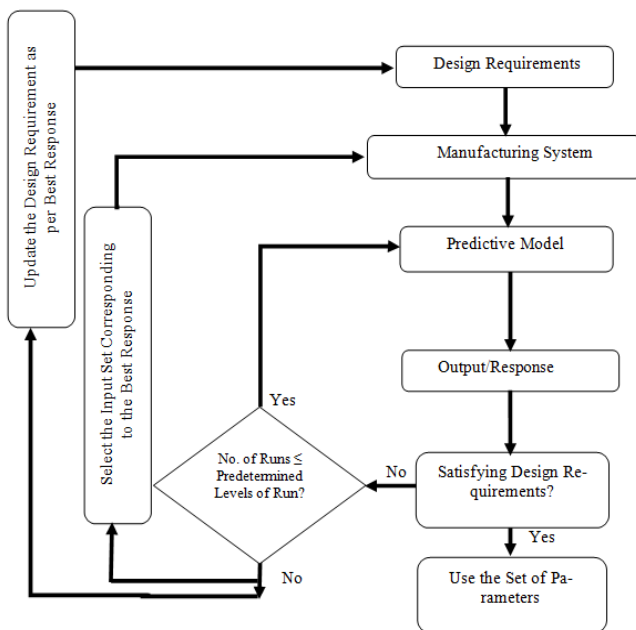 Update the Design Requirement as
per Best Response
Design Requirements
Manufacturing System
Select the Input Set Corresponding
to the Best Response
Predictive Model
Output/Response
Yes
No. of Runs ≤
Predetermined
Levels of Run?
No
Satisfying Design Re-
quirements?
Yes
No
Use the Set of Pa-
rameters